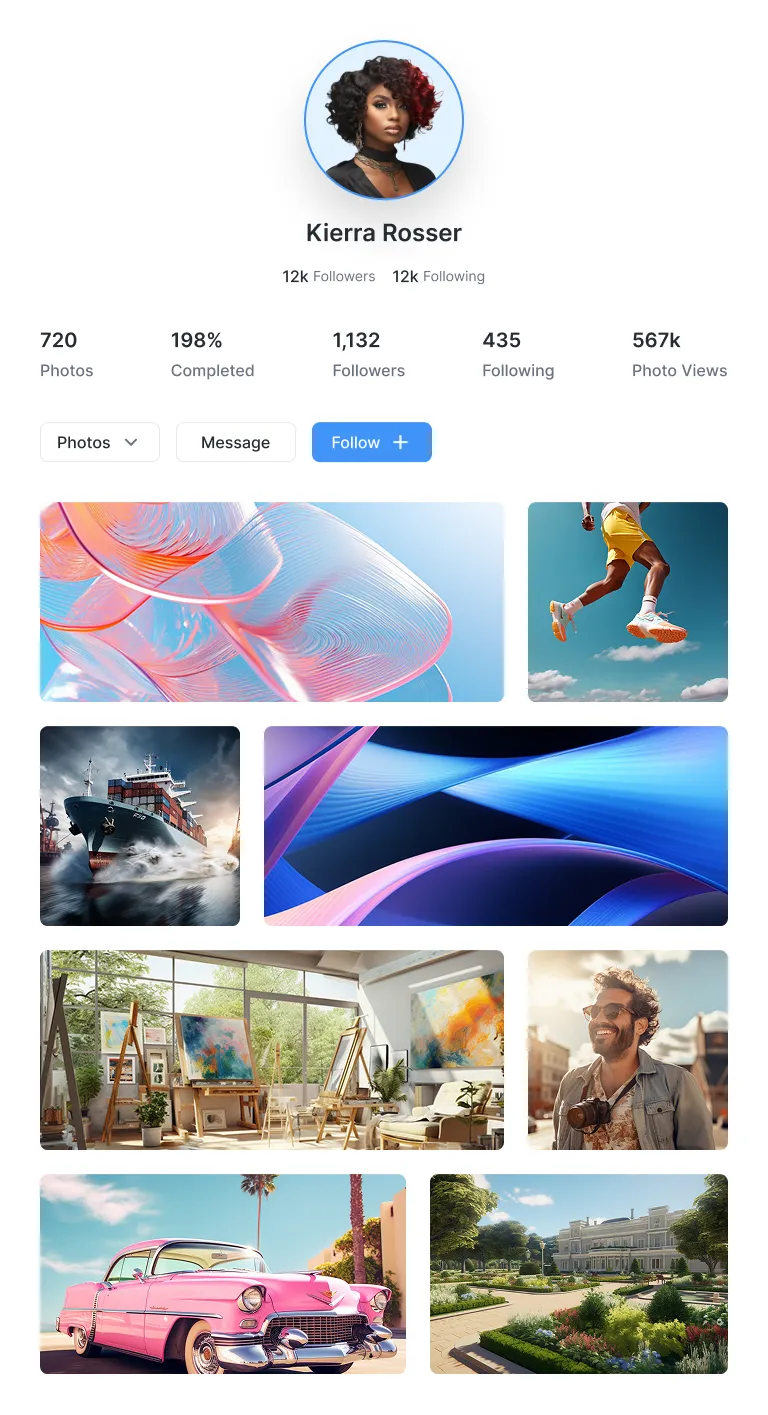 Kierra Rosser
12k Followers 12k Following
720 198% 1,132 435 567k
Photos Completed Followers Following Photo Views
Photos Message Follow